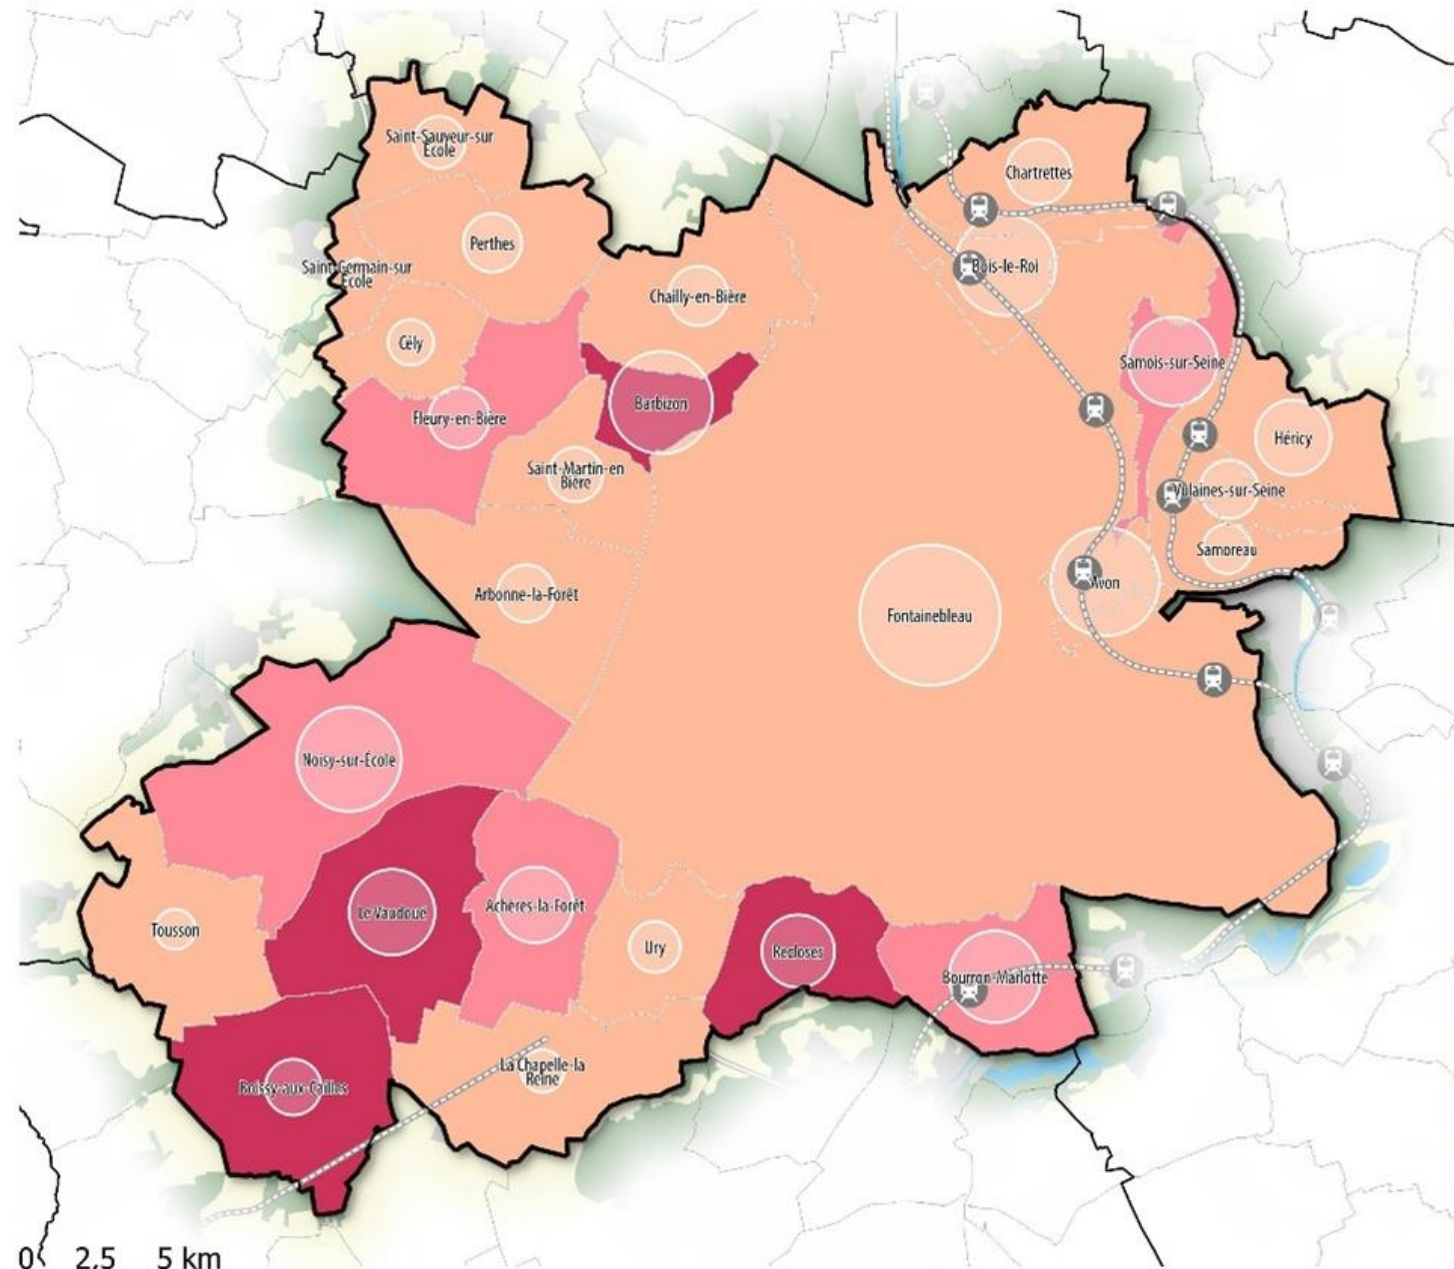 Saint-Sauveur-sur
École
Chartrettes
Perthes
Saint-Germain-sur
École
Bois-le-Roi
Chailly-en-Bière
Cély
Samois-sur-Seine
Barbizon
Fleury-en-Bière
Héricy
Saint-Martin-en
Bière
Vulaines-sur-Seine
Samoreau
Avon
Arbonne-la-Forêt
Fontainebleau
Noisy-sur-École
Achères-la-Forêt
Le Vaudoué
Tousson
Ury
Recloses
Bourron-Marlotte
La Chapelle-la
Reine
Boissy-aux-Cailles
0 2,5 5 km